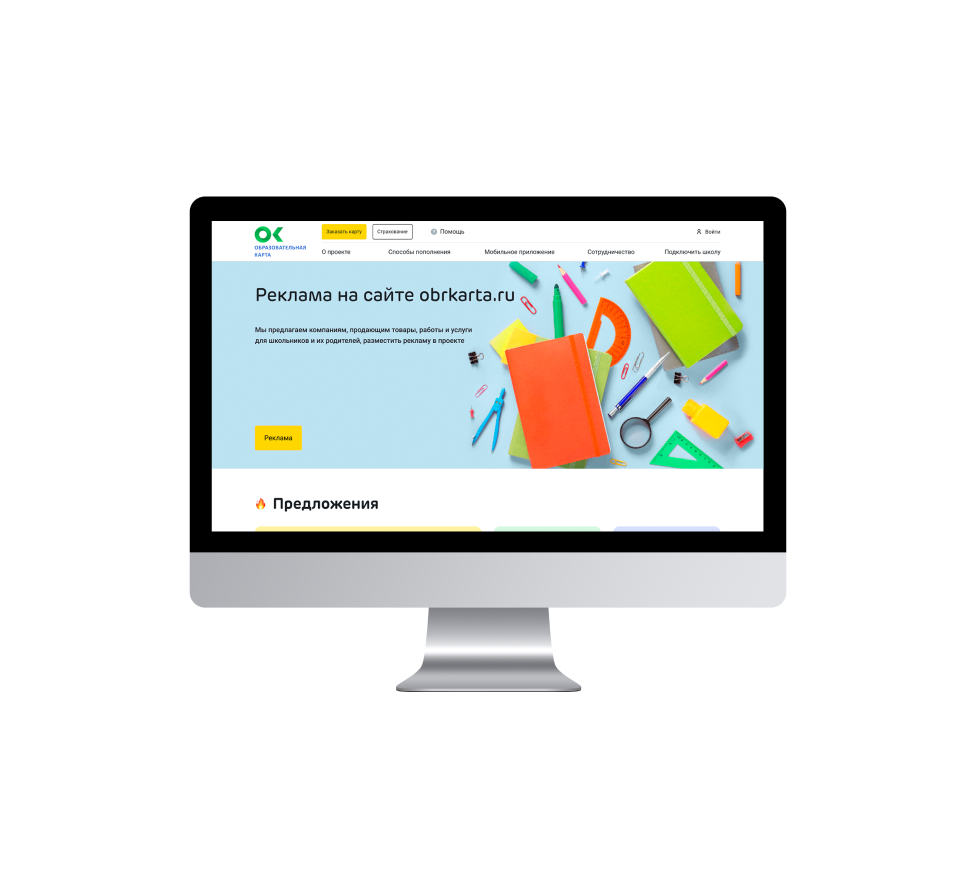 ОК
ОБРАЗОВАТЕЛЬНАЯ
КАРТА
Заказать карту
Страхование
? Помощь
Войти
О проекте
Способы пополнения
Мобильное приложение
Сотрудничество
Подключить школу
Реклама на сайте obrkarta.ru
Мы предлагаем компаниям, продающим товары, работы и услуги
для школьников и их родителей, разместить рекламу в проекте
Реклама
Предложения